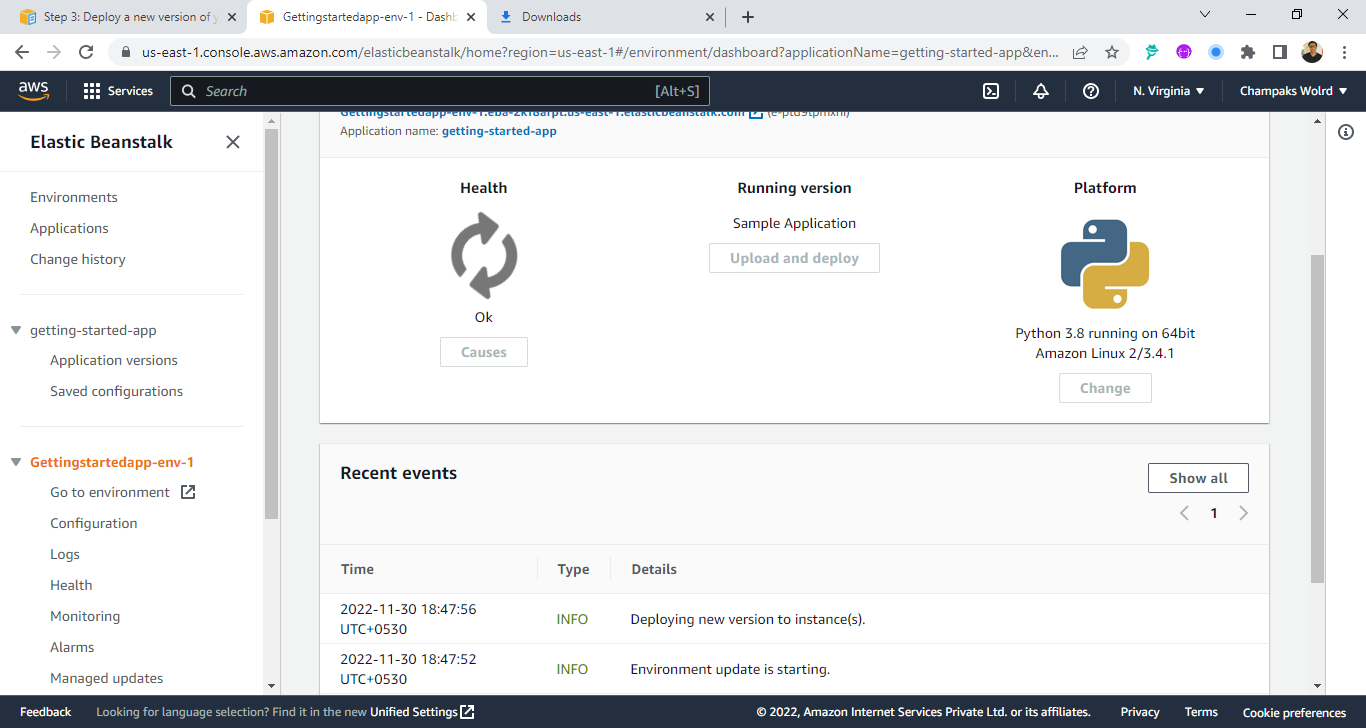 Step 3: Deploy a new version of y
Gettingstartedapp-env-1 - Dashb
Downloads
us-east-1.console.aws.amazon.com/elasticbeanstalk/home?region=us-east-1#/environment/dashboard?applicationName=getting-started-app&en...
aws
Services
Search
[Alt+S]
N. Virginia
Champaks Wolrd
Elastic Beanstalk
Environments
Applications
Change history
getting-started-app
Application versions
Saved configurations
Gettingstartedapp-env-1
Go to environment
Configuration
Logs
Health
Monitoring
Alarms
Managed updates
Application name: getting-started-app
Health
Ok
Causes
Running version
Sample Application
Upload and deploy
Platform
Python 3.8 running on 64bit
Amazon Linux 2/3.4.1
Change
Recent events
Show all
1
Time Type Details
2022-11-30 18:47:56
UTC+0530
INFO
Deploying new version to instance(s).
2022-11-30 18:47:52
UTC+0530
INFO
Environment update is starting.
Feedback
Looking for language selection? Find it in the new Unified Settings
© 2022, Amazon Internet Services Private Ltd. or its affiliates.
Privacy
Terms
Cookie preferences